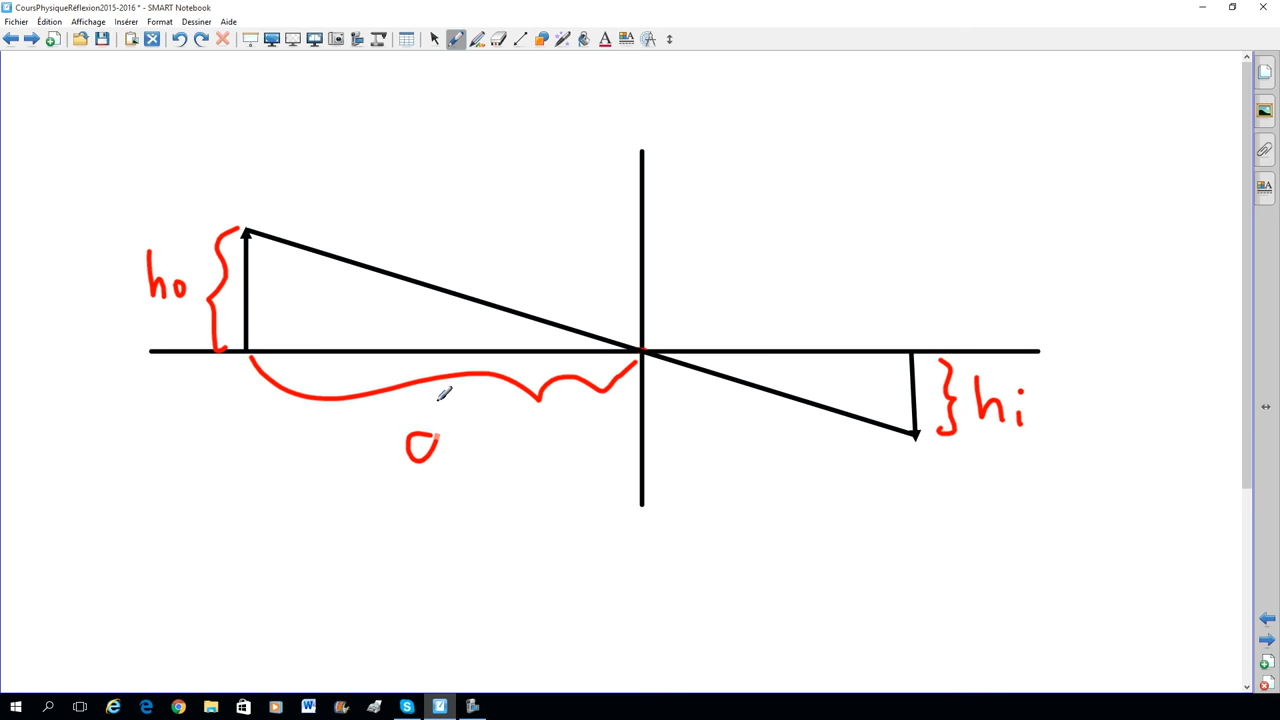 CoursPhysiqueRéflexion2015-2016 * - SMART Notebook
Fichier Édition Affichage Insérer Format Dessiner Aide
ho
hi
o